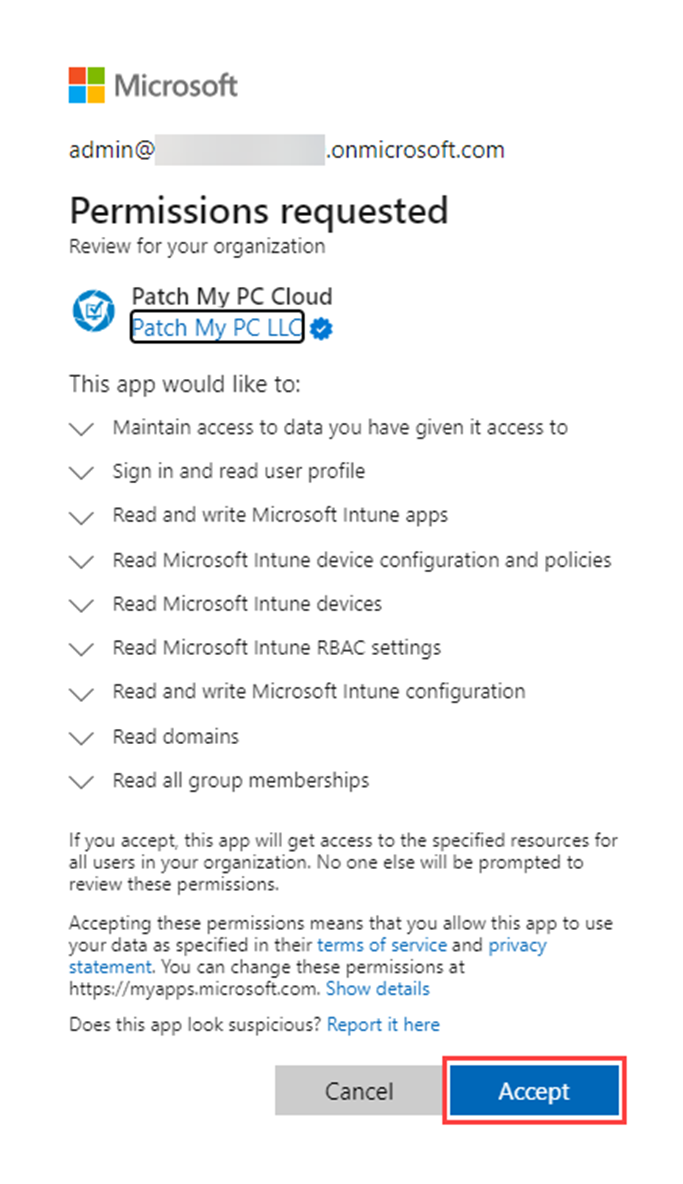 Microsoft
admin@ .onmicrosoft.com
Permissions requested
Review for your organization
Patch My PC Cloud
Patch My PC LLC
This app would like to:
Maintain access to data you have given it access to
Sign in and read user profile
Read and write Microsoft Intune apps
Read Microsoft Intune device configuration and policies
Read Microsoft Intune devices
Read Microsoft Intune RBAC settings
Read and write Microsoft Intune configuration
Read domains
Read all group memberships
If you accept, this app will get access to the specified resources for
all users in your organization. No one else will be prompted to
review these permissions.
Accepting these permissions means that you allow this app to use
your data as specified in their terms of service and privacy
statement. You can change these permissions at
https://myapps.microsoft.com. Show details
Does this app look suspicious? Report it here
Cancel Accept